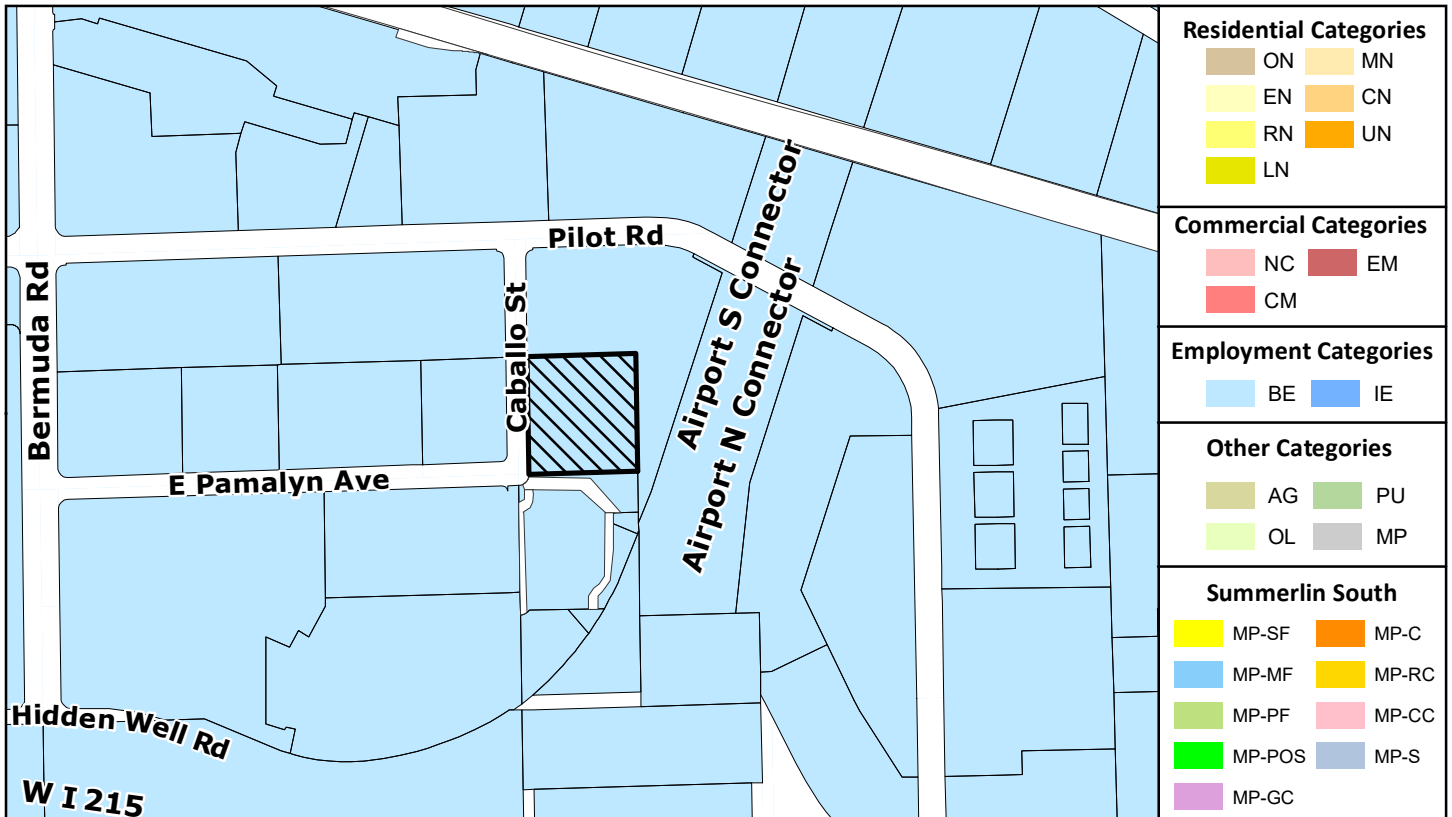 Pilot Rd
Airport S Connector
Airport N Connector
Bermuda Rd
Caballo St
E Pamalyn Ave
Hidden Well Rd
W I 215
Residential Categories
ON MN
EN CN
RN UN
LN
Commercial Categories
NC EM
CM
Employment Categories
BE IE
Other Categories
AG PU
OL MP
Summerlin South
MP-SF MP-C
MP-MF MP-RC
MP-PF MP-CC
MP-POS MP-S
MP-GC